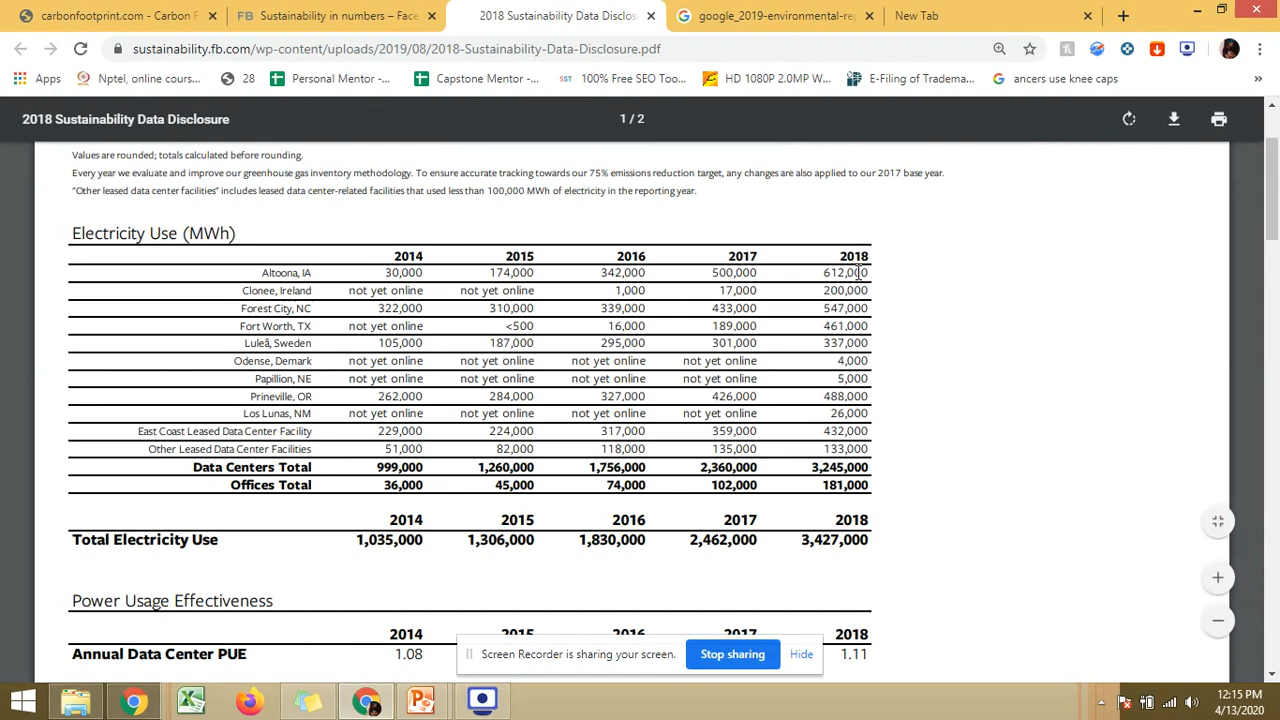 carbonfootprint.com - Carbon F
FB Sustainability in numbers – Face
2018 Sustainability Data Disclos
google_2019-environmental-rep
New Tab
sustainability.fb.com/wp-content/uploads/2019/08/2018-Sustainability-Data-Disclosure.pdf
Apps Nptel, online cours... 28 Personal Mentor -... Capstone Mentor -... SST 100% Free SEO Too... HD 1080P 2.0MP W... E-Filing of Tradema... ancers use knee caps »
2018 Sustainability Data Disclosure 1 / 2
Values are rounded; totals calculated before rounding.
Every year we evaluate and improve our greenhouse gas inventory methodology. To ensure accurate tracking towards our 75% emissions reduction target, any changes are also applied to our 2017 base year.
"Other leased data center facilities" includes leased data center-related facilities that used less than 100,000 MWh of electricity in the reporting year.
Electricity Use (MWh)
2014 2015 2016 2017 2018
Altoona, IA 30,000 174,000 342,000 500,000 612,000
Clonee, Ireland not yet online not yet online 1,000 17,000 200,000
Forest City, NC 322,000 310,000 339,000 433,000 547,000
Fort Worth, TX not yet online <500 16,000 189,000 461,000
Luleå, Sweden 105,000 187,000 295,000 301,000 337,000
Odense, Demark not yet online not yet online not yet online not yet online 4,000
Papillion, NE not yet online not yet online not yet online not yet online 5,000
Prineville, OR 262,000 284,000 327,000 426,000 488,000
Los Lunas, NM not yet online not yet online not yet online not yet online 26,000
East Coast Leased Data Center Facility 229,000 224,000 317,000 359,000 432,000
Other Leased Data Center Facilities 51,000 82,000 118,000 135,000 133,000
Data Centers Total 999,000 1,260,000 1,756,000 2,360,000 3,245,000
Offices Total 36,000 45,000 74,000 102,000 181,000
2014 2015 2016 2017 2018
Total Electricity Use 1,035,000 1,306,000 1,830,000 2,462,000 3,427,000
Power Usage Effectiveness
2014 2015 2016 2017 2018
Annual Data Center PUE 1.08 1.11
Screen Recorder is sharing your screen. Stop sharing Hide
12:15 PM
4/13/2020